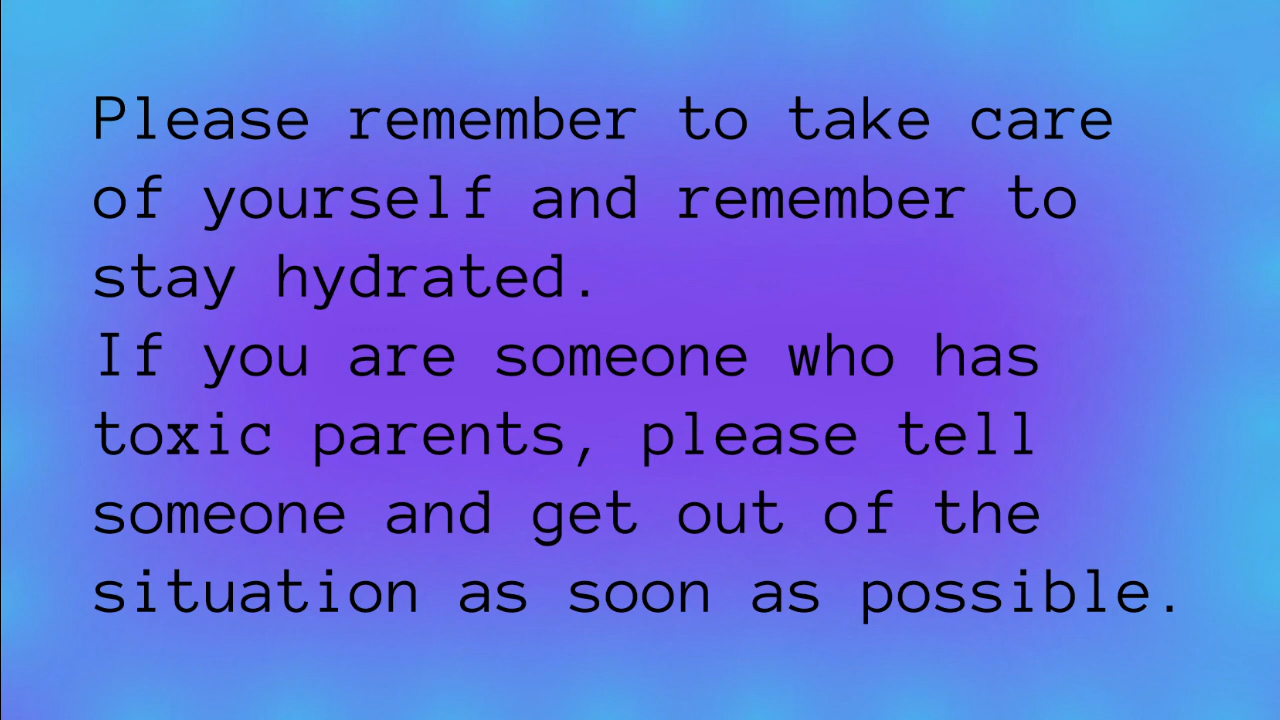 Please remember to take care
of yourself and remember to
stay hydrated.
If you are someone who has
toxic parents, please tell
someone and get out of the
situation as soon as possible.